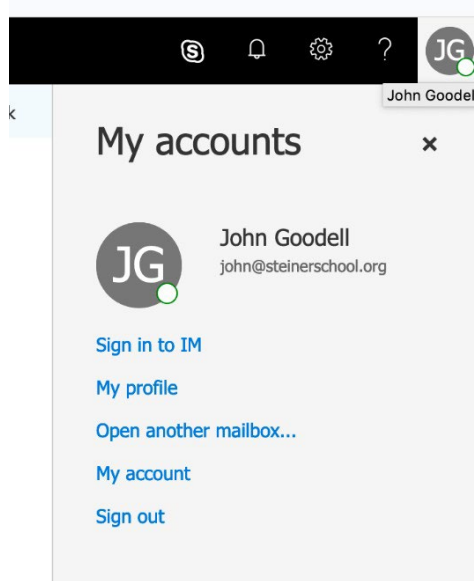 S
?
JG
John Goodel
k
My accounts
×
JG
John Goodell
john@steinerschool.org
Sign in to IM
My profile
Open another mailbox...
My account
Sign out